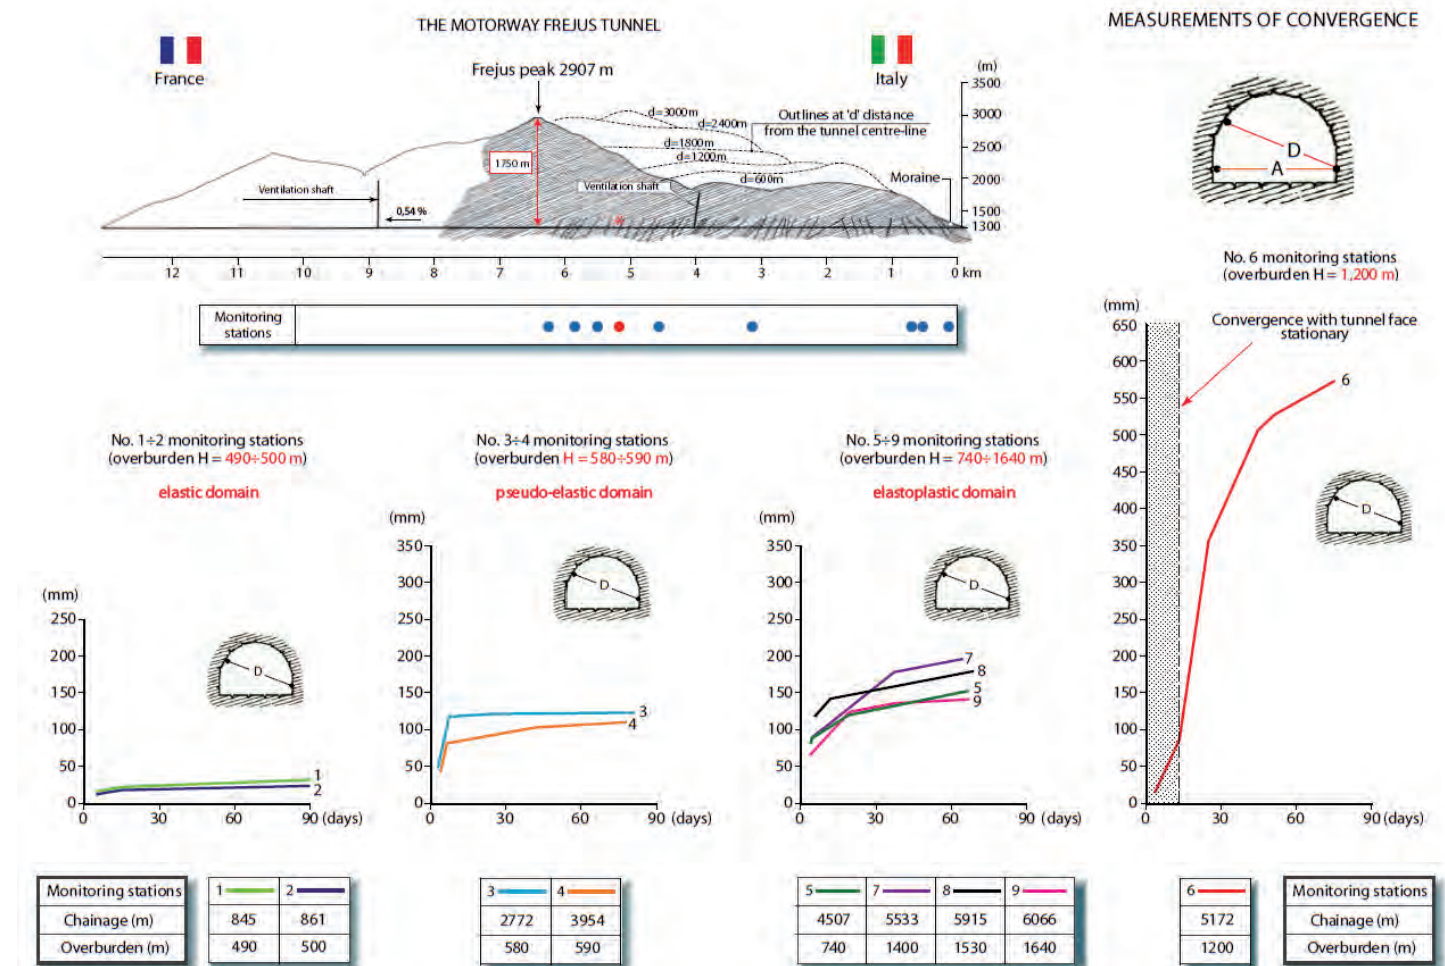 THE MOTORWAY FREJUS TUNNEL
MEASUREMENTS OF CONVERGENCE
France
Frejus peak 2907 m
Italy
(m)
3500
3000
2500
2000
1500
1300
d=3000m
d=2400m
d=1800m
d=1200m
d=600m
Outlines at 'd' distance
from the tunnel centre-line
1750 m
Ventilation shaft
Ventilation shaft
Moraine
0,54 %
12 11 10 9 8 7 6 5 4 3 2 1 0 km
Monitoring
stations
D
A
No. 6 monitoring stations
(overburden H = 1,200 m)
(mm)
650
600
550
500
450
400
350
300
250
200
150
100
50
0
Convergence with tunnel face
stationary
6
D
0 30 60 90 (days)
No. 1÷2 monitoring stations
(overburden H = 490÷500 m)
elastic domain
(mm)
250
200
150
100
50
0
D
1
2
0 30 60 90 (days)
No. 3÷4 monitoring stations
(overburden H = 580÷590 m)
pseudo-elastic domain
(mm)
350
300
250
200
150
100
50
0
D
3
4
0 30 60 90 (days)
No. 5÷9 monitoring stations
(overburden H = 740÷1640 m)
elastoplastic domain
(mm)
350
300
250
200
150
100
50
0
D
7
8
5
9
0 30 60 90 (days)
Monitoring stations 1 2
Chainage (m) 845 861
Overburden (m) 490 500
3 4
2772 3954
580 590
5 7 8 9
4507 5533 5915 6066
740 1400 1530 1640
6 Monitoring stations
5172 Chainage (m)
1200 Overburden (m)